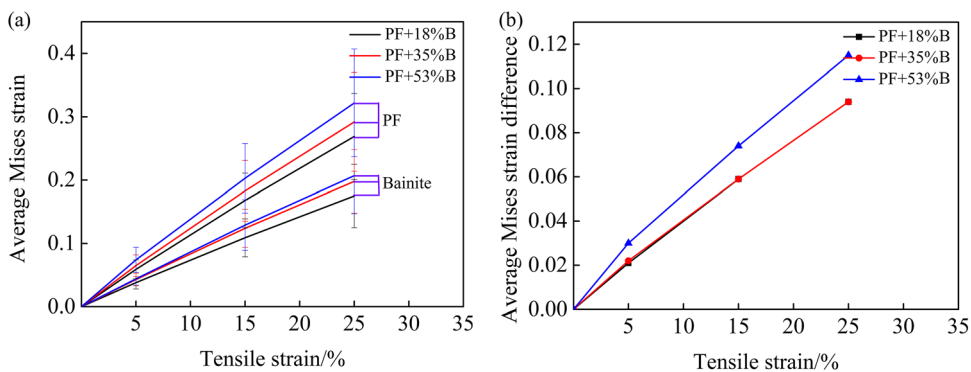 (a)
PF+18%B
PF+35%B
PF+53%B
PF
Bainite
0.4
0.3
0.2
0.1
0.0
5 10 15 20 25 30 35
Average Mises strain
Tensile strain/%
(b)
PF+18%B
PF+35%B
PF+53%B
0.12
0.10
0.08
0.06
0.04
0.02
0.00
5 10 15 20 25 30 35
Average Mises strain difference
Tensile strain/%